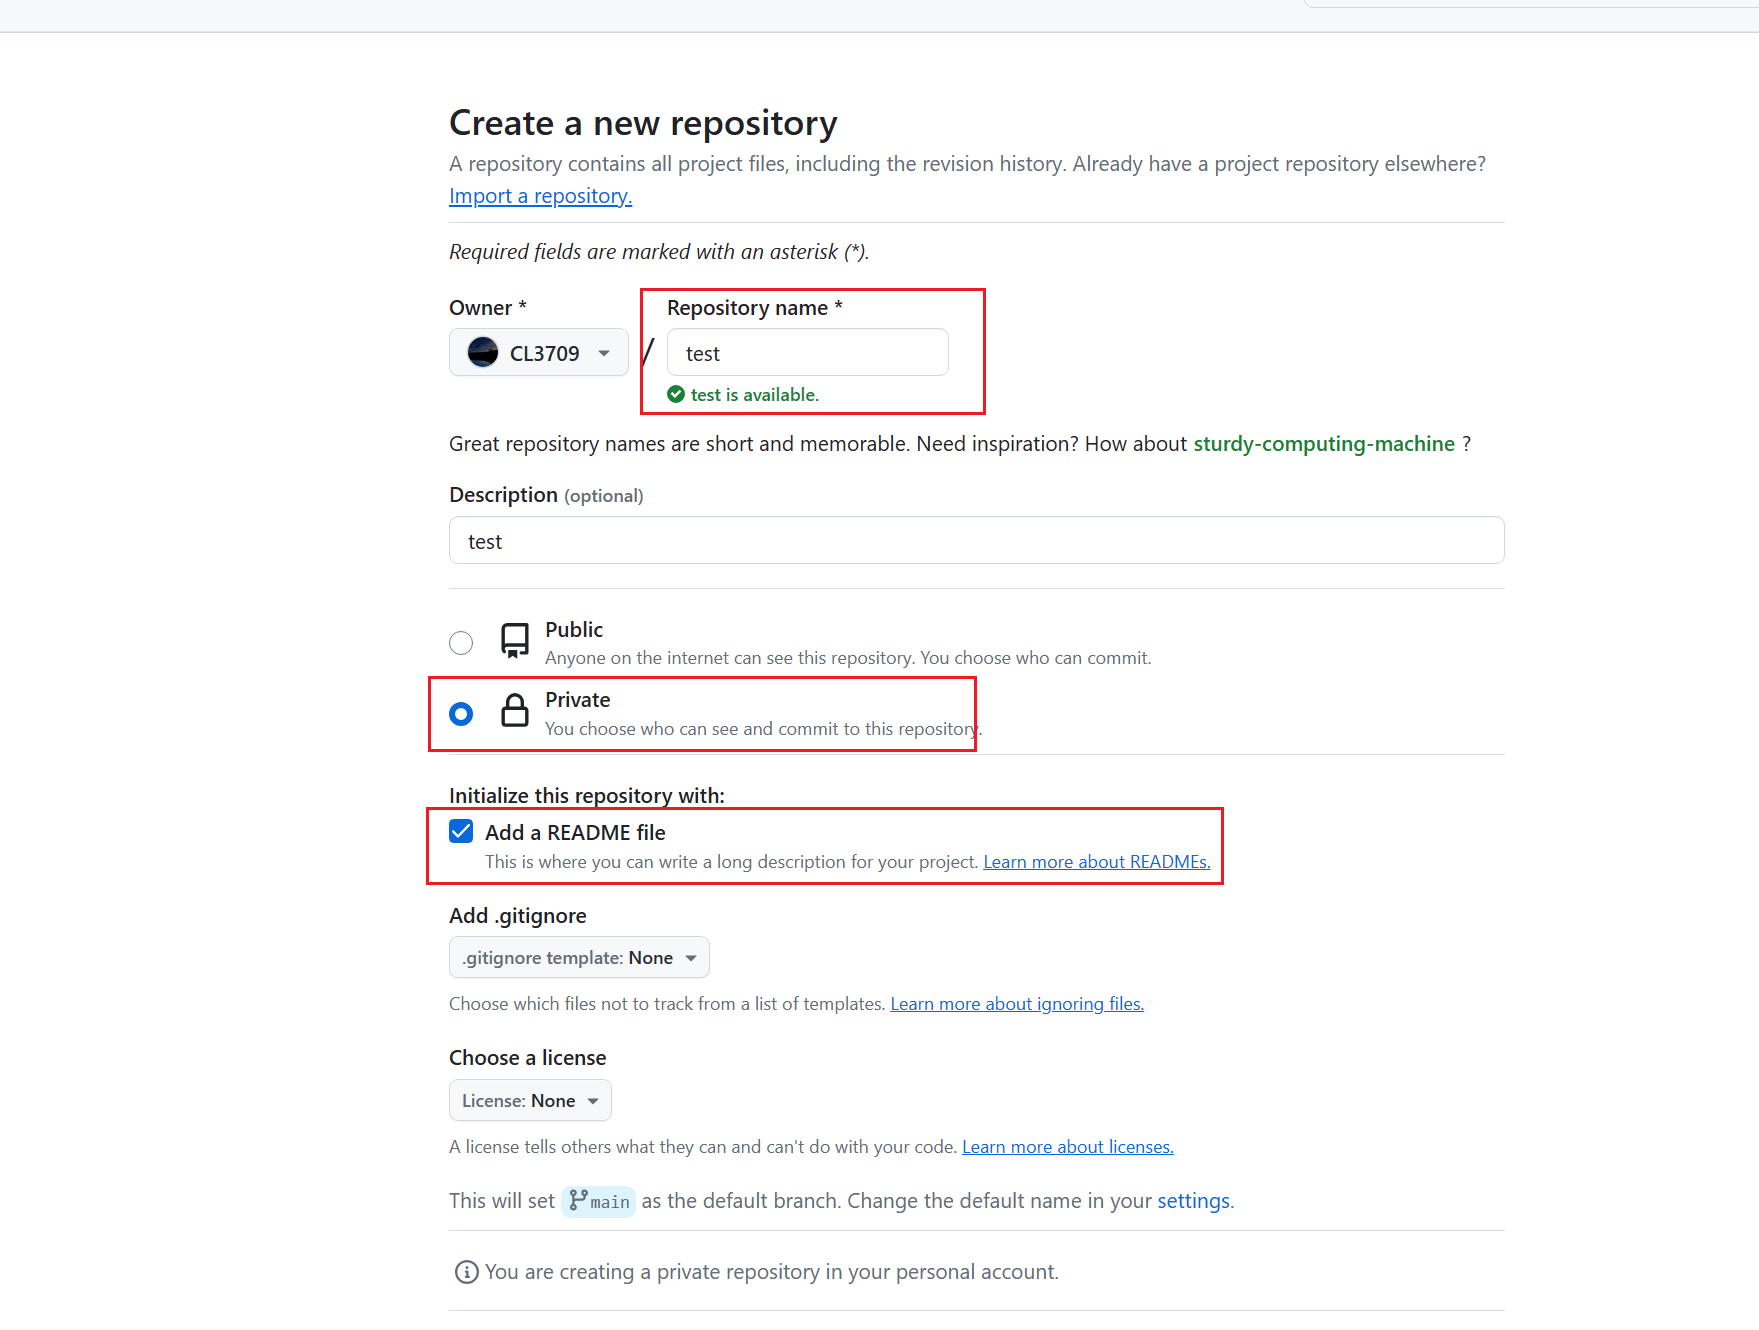 Create a new repository
A repository contains all project files, including the revision history. Already have a project repository elsewhere?
Import a repository.
Required fields are marked with an asterisk (*).
Owner *
Repository name *
CL3709
/
test
test is available.
Great repository names are short and memorable. Need inspiration? How about sturdy-computing-machine ?
Description (optional)
test
Public
Anyone on the internet can see this repository. You choose who can commit.
Private
You choose who can see and commit to this repository.
Initialize this repository with:
Add a README file
This is where you can write a long description for your project. Learn more about READMEs.
Add .gitignore
.gitignore template: None
Choose which files not to track from a list of templates. Learn more about ignoring files.
Choose a license
License: None
A license tells others what they can and can't do with your code. Learn more about licenses.
This will set main as the default branch. Change the default name in your settings.
You are creating a private repository in your personal account.